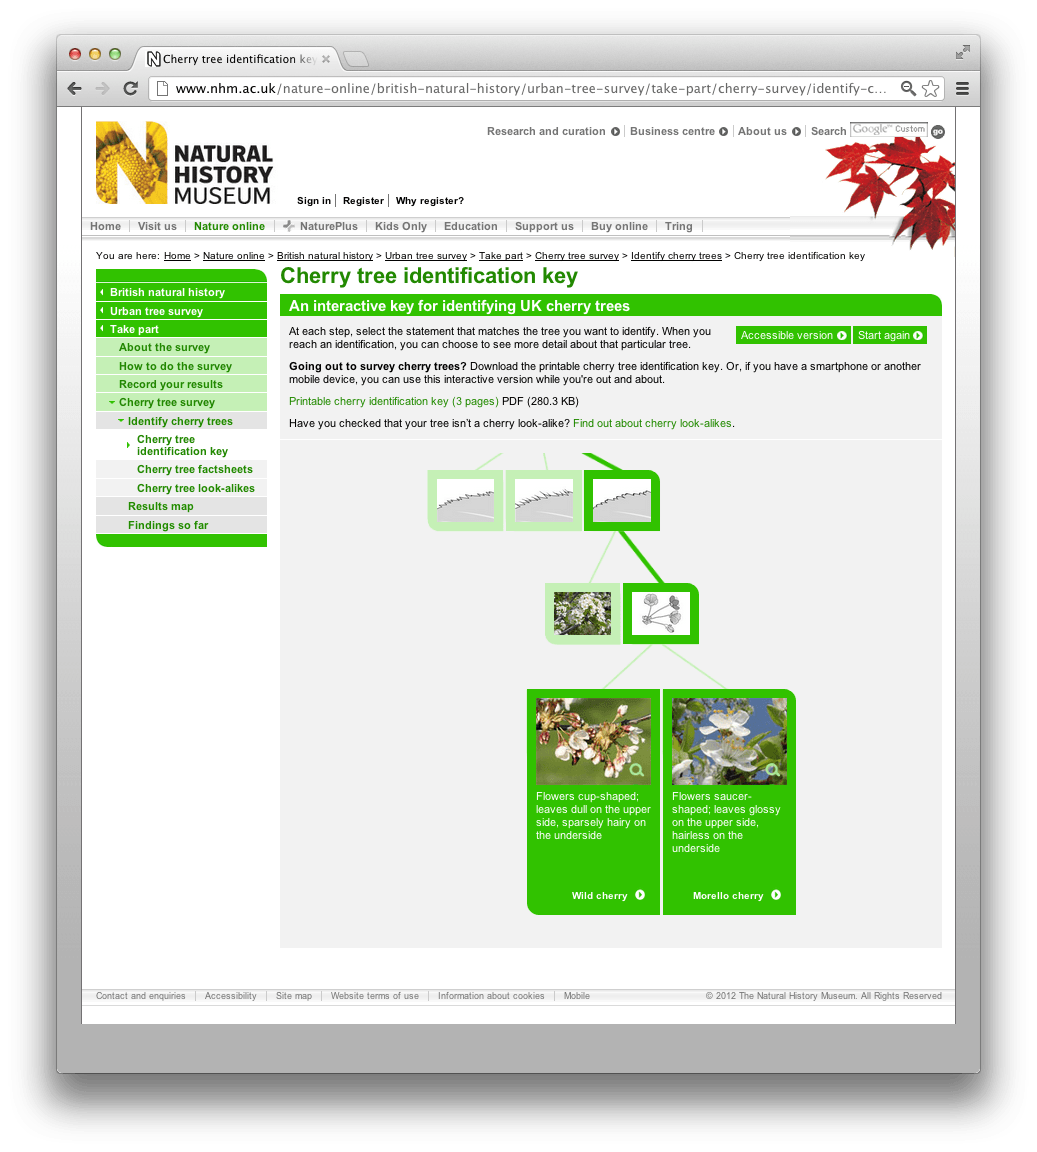 Cherry tree identification key
www.nhm.ac.uk/nature-online/british-natural-history/urban-tree-survey/take-part/cherry-survey/identify-c...
NATURAL
HISTORY
MUSEUM
Research and curation
Business centre
About us
Search
Google™ Custom
go
Sign in
Register
Why register?
Home
Visit us
Nature online
NaturePlus
Kids Only
Education
Support us
Buy online
Tring
You are here: Home > Nature online > British natural history > Urban tree survey > Take part > Cherry tree survey > Identify cherry trees > Cherry tree identification key
British natural history
Urban tree survey
Take part
About the survey
How to do the survey
Record your results
Cherry tree survey
Identify cherry trees
Cherry tree
identification key
Cherry tree factsheets
Cherry tree look-alikes
Results map
Findings so far
Cherry tree identification key
An interactive key for identifying UK cherry trees
At each step, select the statement that matches the tree you want to identify. When you
reach an identification, you can choose to see more detail about that particular tree.
Accessible version
Start again
Going out to survey cherry trees? Download the printable cherry tree identification key. Or, if you have a smartphone or another
mobile device, you can use this interactive version while you're out and about.
Printable cherry identification key (3 pages) PDF (280.3 KB)
Have you checked that your tree isn't a cherry look-alike? Find out about cherry look-alikes.
Flowers cup-shaped;
leaves dull on the upper
side, sparsely hairy on
the underside
Wild cherry
Flowers saucer-
shaped; leaves glossy
on the upper side,
hairless on the
underside
Morello cherry
Contact and enquiries
Accessibility
Site map
Website terms of use
Information about cookies
Mobile
© 2012 The Natural History Museum. All Rights Reserved